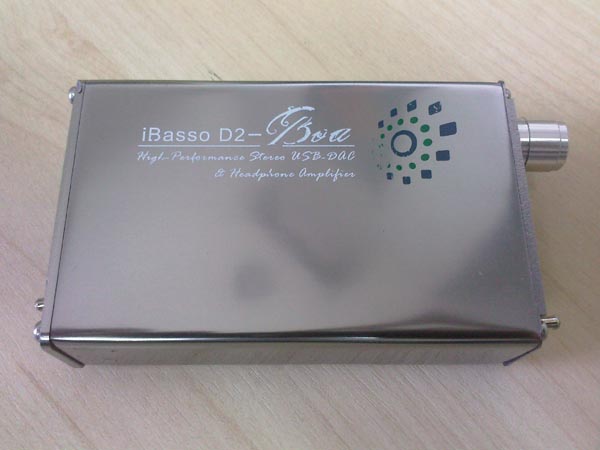 iBasso D2-Boa
High-Performance Stereo USB-DAC
& Headphone Amplifier